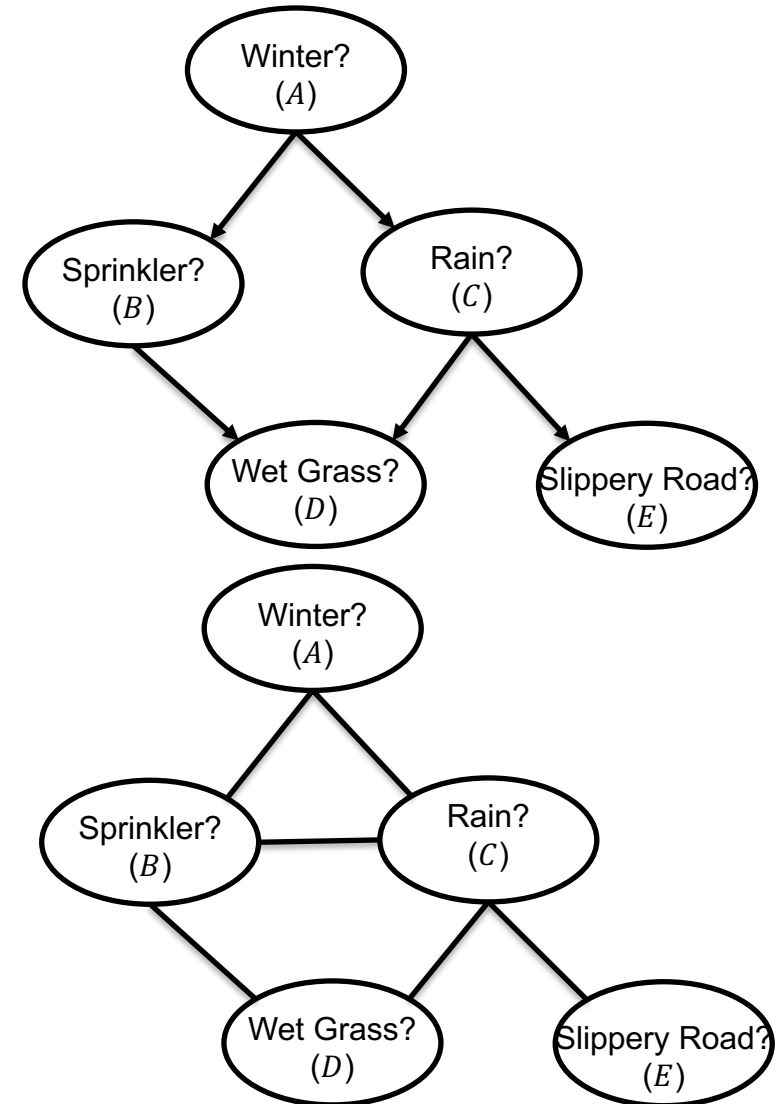 Winter?
(A)
Sprinkler?
(B)
Rain?
(C)
Wet Grass?
(D)
Slippery Road?
(E)
Winter?
(A)
Sprinkler?
(B)
Rain?
(C)
Wet Grass?
(D)
Slippery Road?
(E)